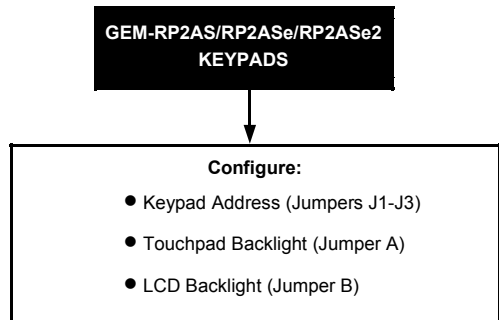 GEM-RP2AS/RP2ASe/RP2ASe2
KEYPADS
Configure:
● Keypad Address (Jumpers J1-J3)
● Touchpad Backlight (Jumper A)
● LCD Backlight (Jumper B)